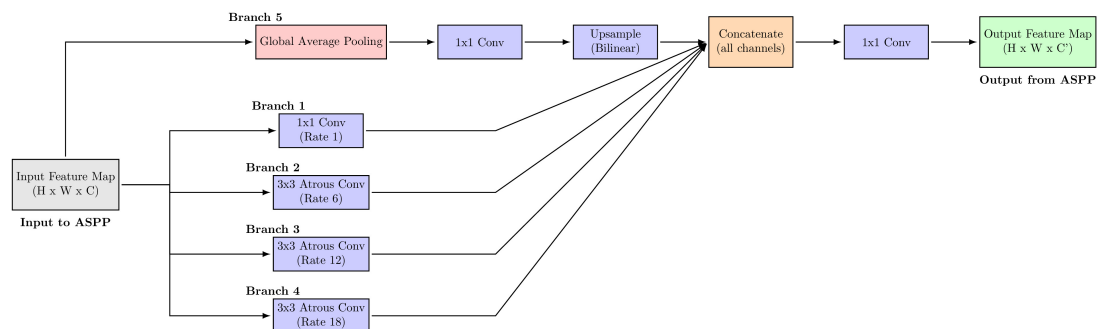 Branch 5
Global Average Pooling
1x1 Conv
Upsample
(Bilinear)
Concatenate
(all channels)
1x1 Conv
Output Feature Map
(H x W x C')
Output from ASPP
Branch 1
1x1 Conv
(Rate 1)
Input Feature Map
(H x W x C)
Input to ASPP
Branch 2
3x3 Atrous Conv
(Rate 6)
Branch 3
3x3 Atrous Conv
(Rate 12)
Branch 4
3x3 Atrous Conv
(Rate 18)